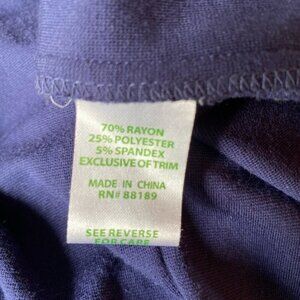 70% RAYON
25% POLYESTER
5% SPANDEX
EXCLUSIVE OF TRIM
MADE IN CHINA
RN# 88189
SEE REVERSE
FOR CARE